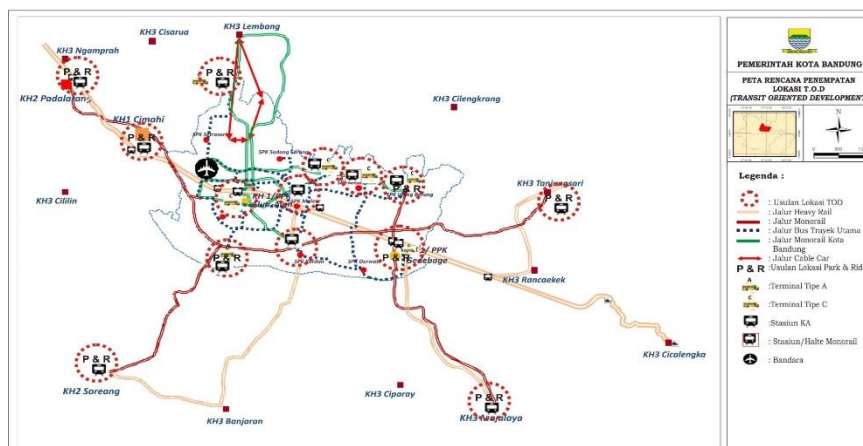 KH3 Lembang
KH3 Cisarua
KH3 Ngamprah
P & R
P & R
KH2 Padalarang
KH3 Cilengkrang
KH1 Cimahi
P & R
C
C
C
P & R
KH3 Cililin
KH3 Tanjungsari
P & R
P & R
P & R
KH3 Rancaekek
KH3 Cicalengka
P & R
KH2 Soreang
KH3 Banjaran
KH3 Ciparay
P & R
KH3 Majalaya
PEMERINTAH KOTA BANDUNG
PETA RENCANA PENEMPATAN
LOKASI T.O.D
(TRANSIT ORIENTED DEVELOPMENT
Legenda :
: Usulan Lokasi TOD
: Jalur Heavy Rail
: Jalur Monorail
: Jalur Bus Trayek Utama
: Jalur Monorail Kota
Bandung
: Jalur Cable Car
P & R :Usulan Lokasi Park & Rid
A
:Terminal Tipe A
C
:Terminal Tipe C
:Stasiun KA
: Stasiun/Halte Monorail
: Bandara